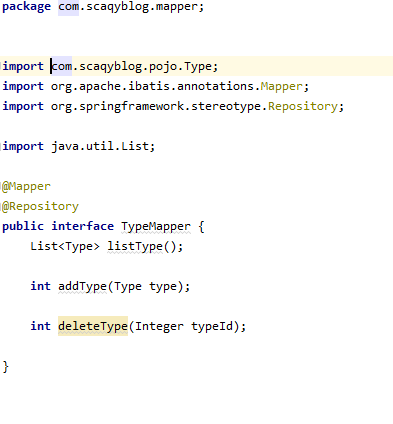 package com.scaqyblog.mapper;
import com.scaqyblog.pojo.Type;
import org.apache.ibatis.annotations.Mapper;
import org.springframework.stereotype.Repository;
import java.util.List;
@Mapper
@Repository
public interface TypeMapper {
List<Type> listType();
int addType(Type type);
int deleteType(Integer typeId);
}